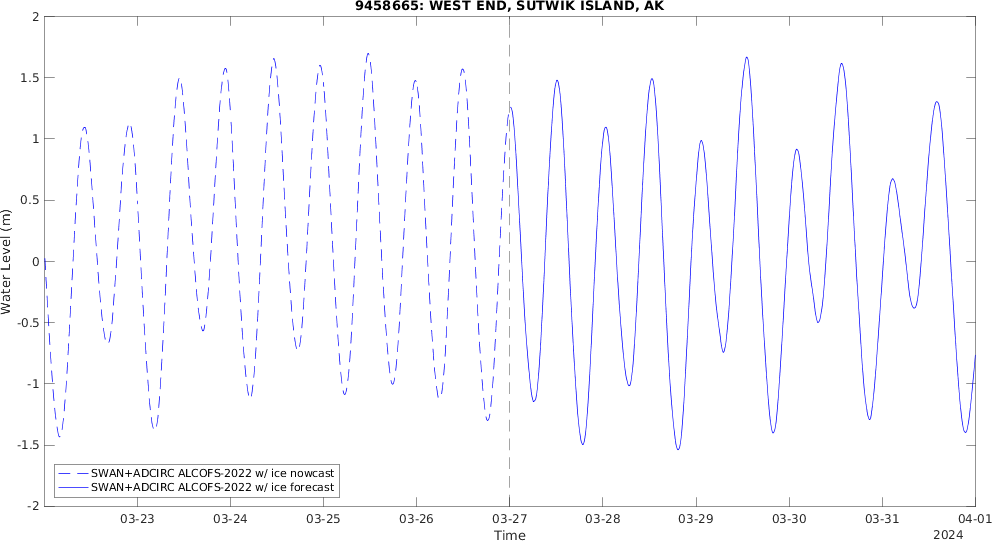 9458665: WEST END, SUTWIK ISLAND, AK
2
1.5
1
0.5
0
-0.5
-1
-1.5
-2
Water Level (m)
SWAN+ADCIRC ALCOFS-2022 w/ ice nowcast
SWAN+ADCIRC ALCOFS-2022 w/ ice forecast
03-23 03-24 03-25 03-26 03-27 03-28 03-29 03-30 03-31 04-01
Time
2024